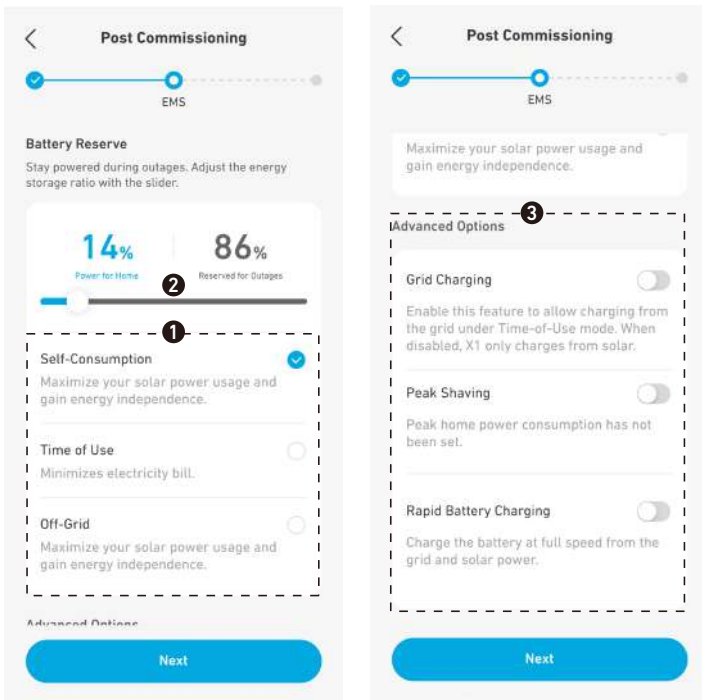 Post Commissioning
EMS
Battery Reserve
Stay powered during outages. Adjust the energy
storage ratio with the slider.
14%
86%
Power for Home
Reserved for Outages
2
1
Self-Consumption
Maximize your solar power usage and
gain energy independence.
Time of Use
Minimizes electricity bill.
Off-Grid
Maximize your solar power usage and
gain energy independence.
Advanced Options
Next
Post Commissioning
EMS
Maximize your solar power usage and
gain energy independence.
3
Advanced Options
Grid Charging
Enable this feature to allow charging from
the grid under Time-of-Use mode. When
disabled, X1 only charges from solar.
Peak Shaving
Peak home power consumption has not
been set.
Rapid Battery Charging
Charge the battery at full speed from the
grid and solar power.
Next